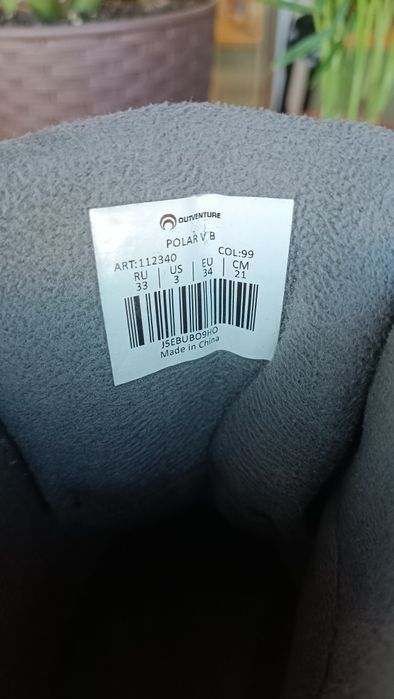 OUTVENTURE
POLAR V B
ART:112340 COL:99
RU US EU CM
33 3 34 21
J5EBUBO9HO
Made in China